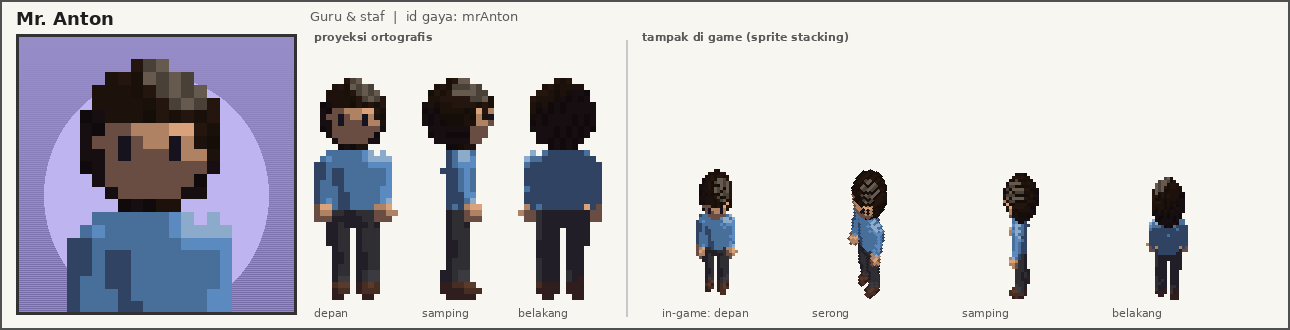 Mr. Anton
Guru & staf | id gaya: mrAnton
proyeksi ortografis
tampak di game (sprite stacking)
depan
samping
belakang
in-game: depan
serong
samping
belakang